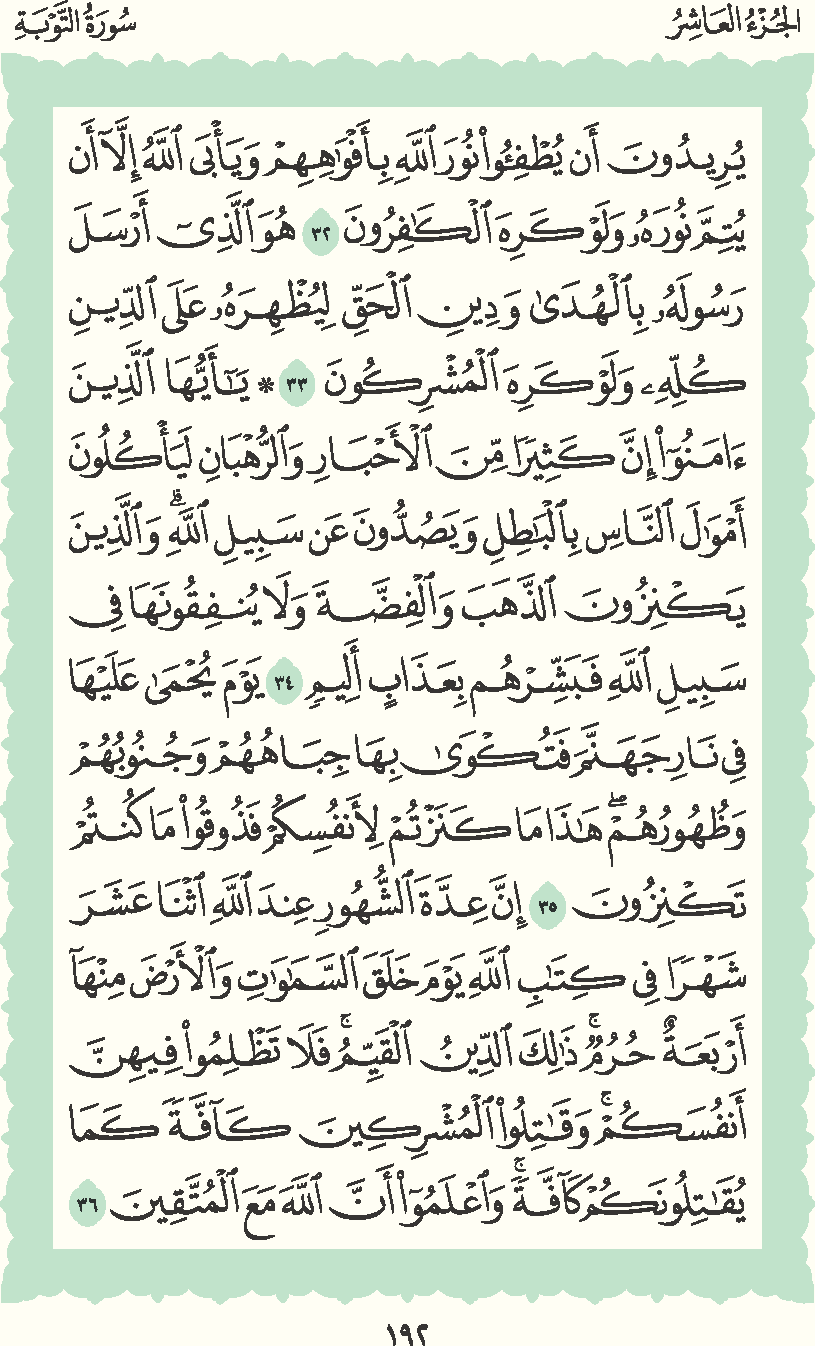 الجُزْءُ العَاشِرُ
سُورَةُ التَّوْبَةِ
يُرِيدُونَ أَن يُطْفِـُٔوا۟ نُورَ ٱللَّهِ بِأَفْوَٰهِهِمْ وَيَأْبَى ٱللَّهُ إِلَّآ أَن
يُتِمَّ نُورَهُۥ وَلَوْ كَرِهَ ٱلْكَـٰفِرُونَ ٣٢ هُوَ ٱلَّذِىٓ أَرْسَلَ
رَسُولَهُۥ بِٱلْهُدَىٰ وَدِينِ ٱلْحَقِّ لِيُظْهِرَهُۥ عَلَى ٱلدِّينِ
كُلِّهِۦ وَلَوْ كَرِهَ ٱلْمُشْرِكُونَ ٣٣ * يَـٰٓأَيُّهَا ٱلَّذِينَ
ءَامَنُوٓا۟ إِنَّ كَثِيرًا مِّنَ ٱلْأَحْبَارِ وَٱلرُّهْبَانِ لَيَأْكُلُونَ
أَمْوَٰلَ ٱلنَّاسِ بِٱلْبَـٰطِلِ وَيَصُدُّونَ عَن سَبِيلِ ٱللَّهِ ۗ وَٱلَّذِينَ
يَكْنِزُونَ ٱلذَّهَبَ وَٱلْفِضَّةَ وَلَا يُنفِقُونَهَا فِى
سَبِيلِ ٱللَّهِ فَبَشِّرْهُم بِعَذَابٍ أَلِيمٍ ٣٤ يَوْمَ يُحْمَىٰ عَلَيْهَا
فِى نَارِ جَهَنَّمَ فَتُكْوَىٰ بِهَا جِبَاهُهُمْ وَجُنُوبُهُمْ
وَظُهُورُهُمْ ۖ هَـٰذَا مَا كَنَزْتُمْ لِأَنفُسِكُمْ فَذُوقُوا۟ مَا كُنتُمْ
تَكْنِزُونَ ٣٥ إِنَّ عِدَّةَ ٱلشُّهُورِ عِندَ ٱللَّهِ ٱثْنَا عَشَرَ
شَهْرًا فِى كِتَـٰبِ ٱللَّهِ يَوْمَ خَلَقَ ٱلسَّمَـٰوَٰتِ وَٱلْأَرْضَ مِنْهَآ
أَرْبَعَةٌ حُرُمٌ ۚ ذَٰلِكَ ٱلدِّينُ ٱلْقَيِّمُ ۚ فَلَا تَظْلِمُوا۟ فِيهِنَّ
أَنفُسَكُمْ ۚ وَقَـٰتِلُوا۟ ٱلْمُشْرِكِينَ كَآفَّةً كَمَا
يُقَـٰتِلُونَكُمْ كَآفَّةً ۚ وَٱعْلَمُوٓا۟ أَنَّ ٱللَّهَ مَعَ ٱلْمُتَّقِينَ ٣٦
١٩٢